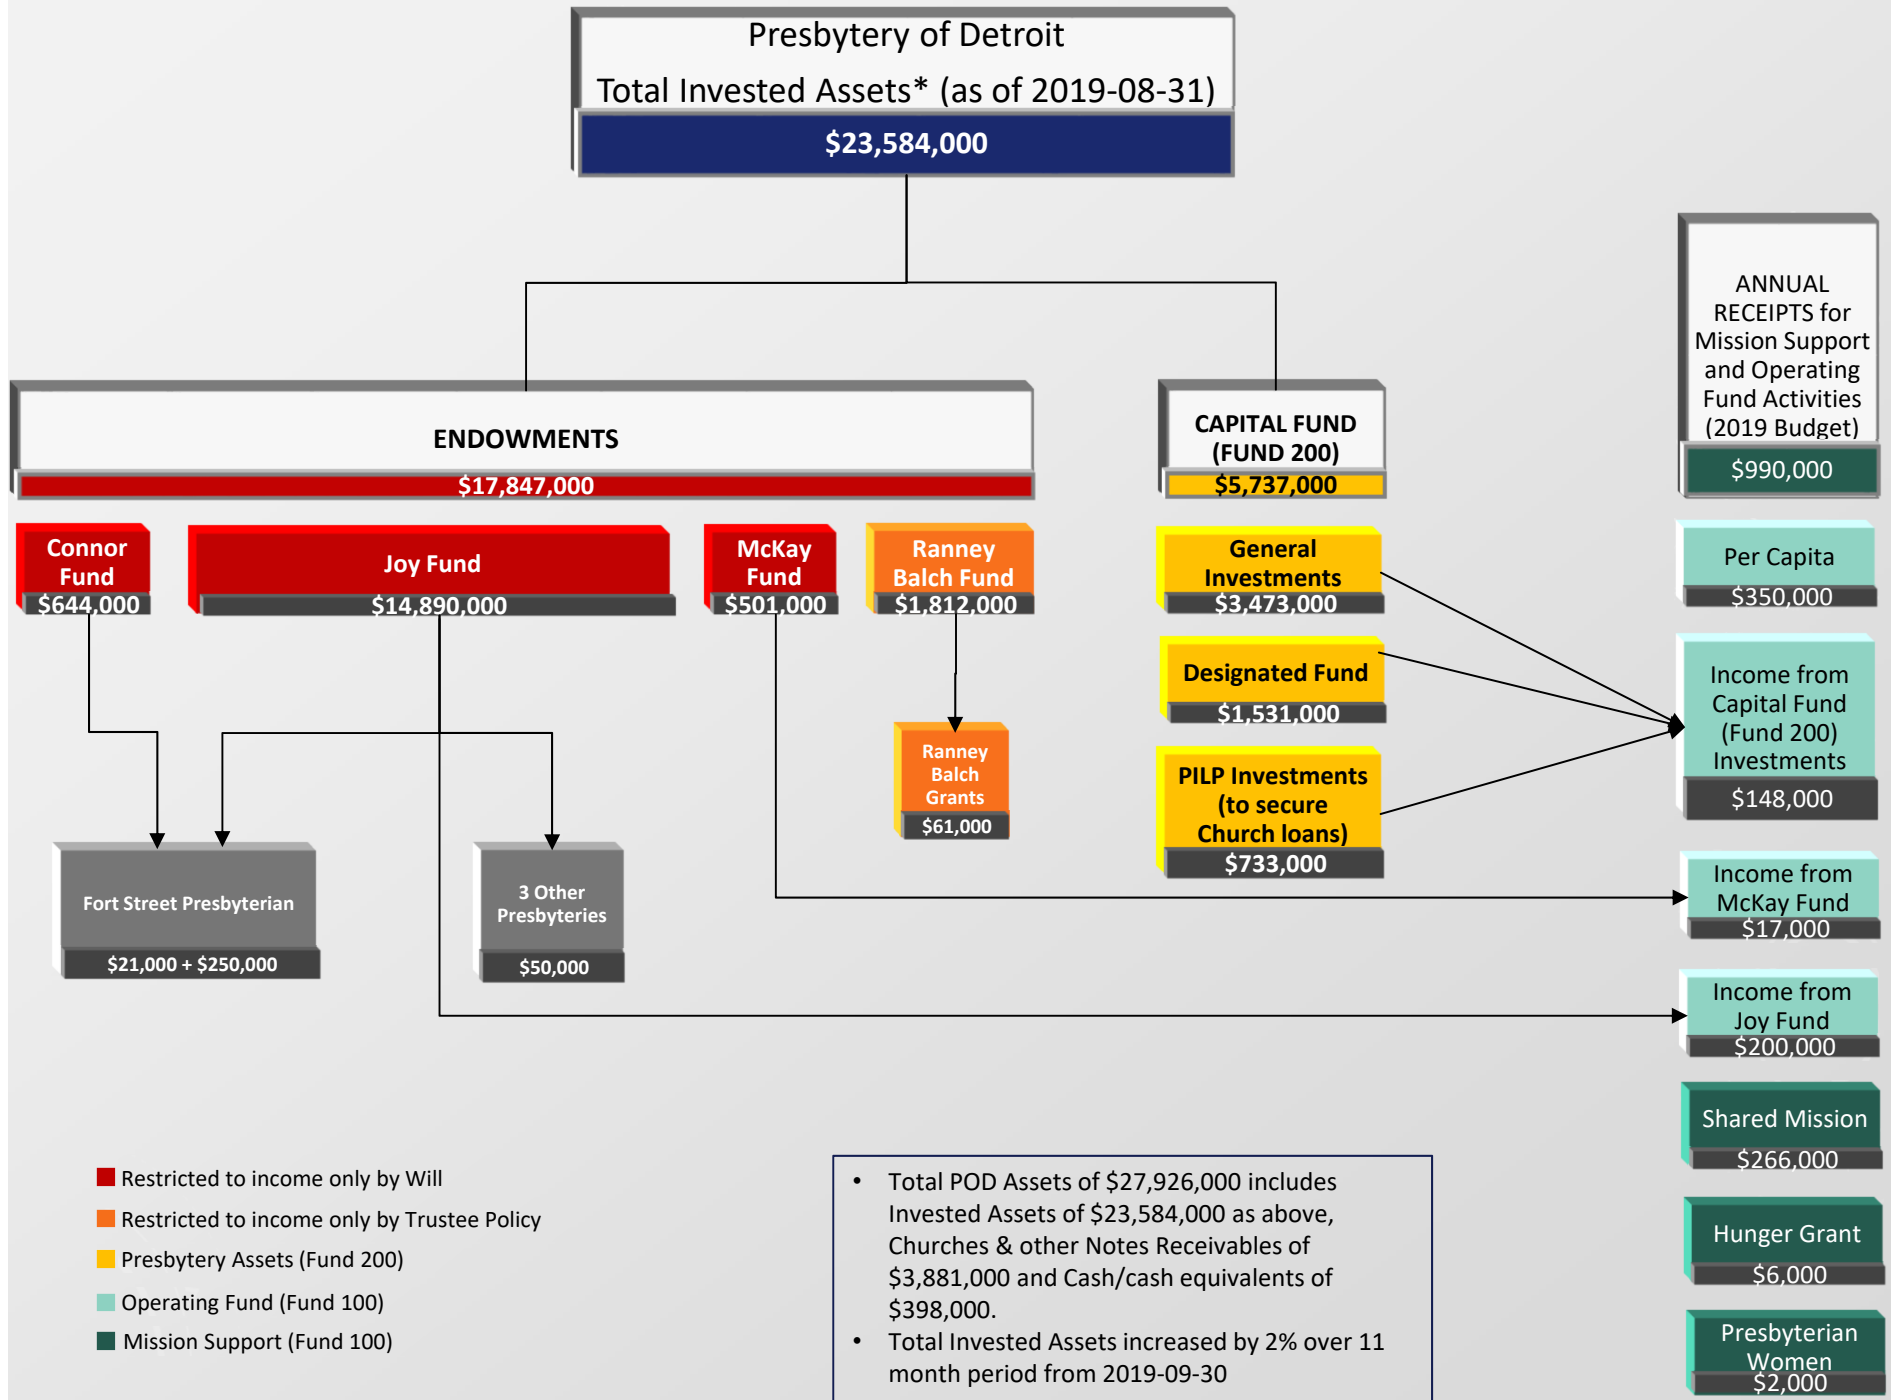 Presbytery of Detroit
Total Invested Assets* (as of 2019-08-31)
$23,584,000
ENDOWMENTS
$17,847,000
CAPITAL FUND
(FUND 200)
$5,737,000
ANNUAL
RECEIPTS for
Mission Support
and Operating
Fund Activities
(2019 Budget)
$990,000
Connor
Fund
$644,000
Joy Fund
$14,890,000
McKay
Fund
$501,000
Ranney
Balch Fund
$1,812,000
General
Investments
$3,473,000
Per Capita
$350,000
Designated Fund
$1,531,000
Income from
Capital Fund
(Fund 200)
Investments
$148,000
Ranney
Balch
Grants
$61,000
PILP Investments
(to secure
Church loans)
$733,000
Fort Street Presbyterian
$21,000 + $250,000
3 Other
Presbyteries
$50,000
Income from
McKay Fund
$17,000
Income from
Joy Fund
$200,000
Shared Mission
$266,000
Hunger Grant
$6,000
Presbyterian
Women
$2,000
Restricted to income only by Will
Restricted to income only by Trustee Policy
Presbytery Assets (Fund 200)
Operating Fund (Fund 100)
Mission Support (Fund 100)
• Total POD Assets of $27,926,000 includes
Invested Assets of $23,584,000 as above,
Churches & other Notes Receivables of
$3,881,000 and Cash/cash equivalents of
$398,000.
• Total Invested Assets increased by 2% over 11
month period from 2019-09-30